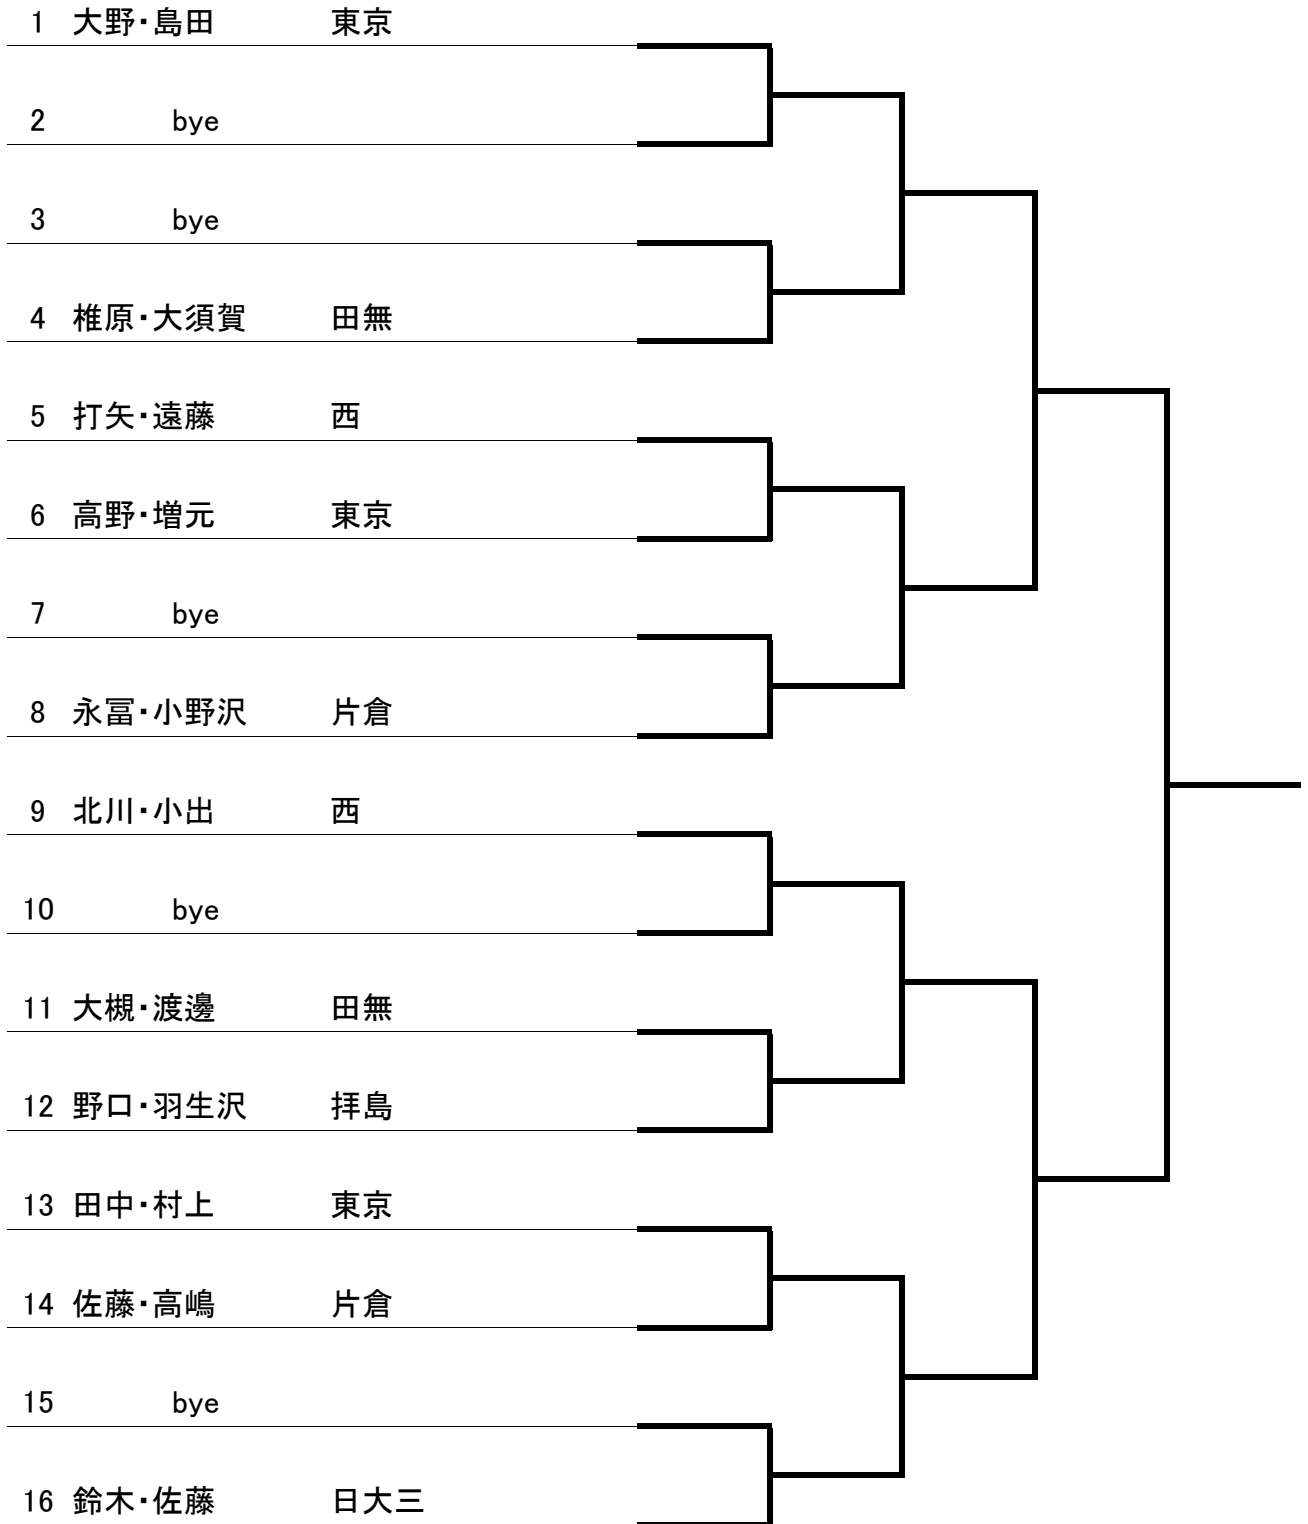 1 大野・島田 東京
2 bye
3 bye
4 椎原・大須賀 田無
5 打矢・遠藤 西
6 高野・増元 東京
7 bye
8 永冨・小野沢 片倉
9 北川・小出 西
10 bye
11 大槻・渡邊 田無
12 野口・羽生沢 拝島
13 田中・村上 東京
14 佐藤・高嶋 片倉
15 bye
16 鈴木・佐藤 日大三